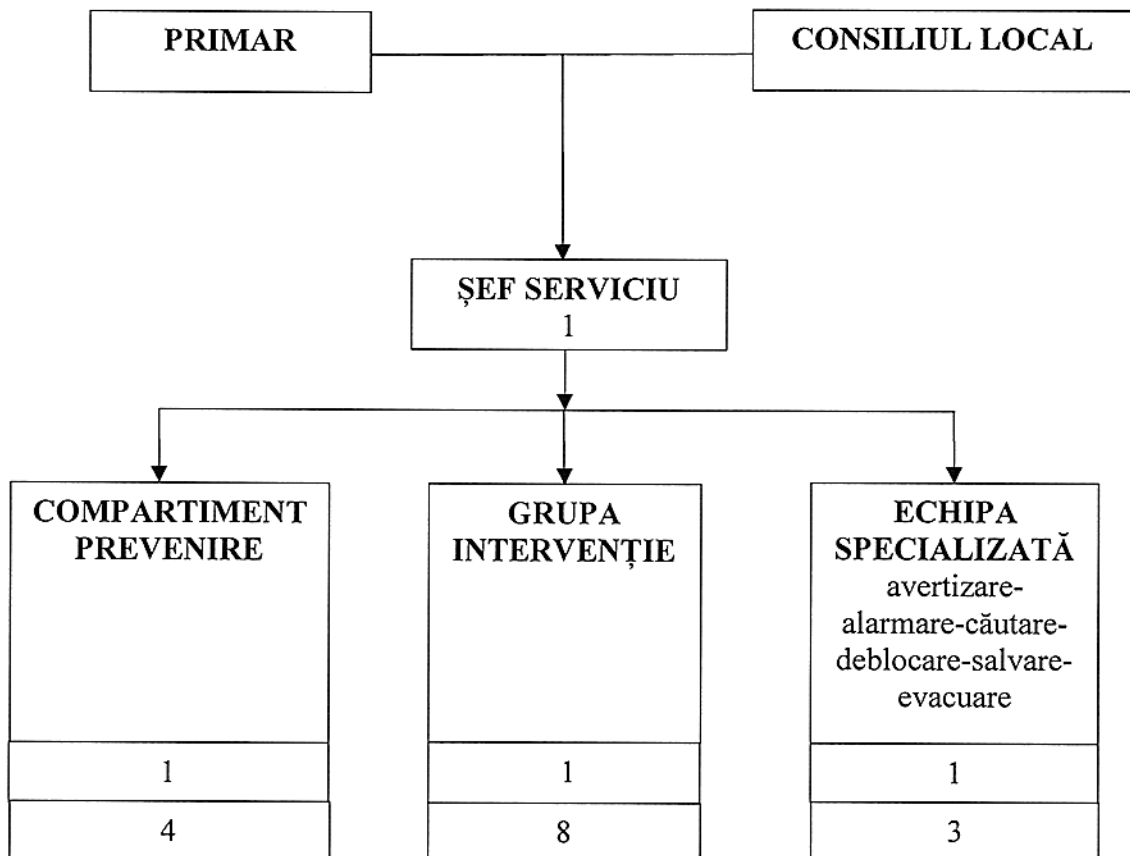 PRIMAR
CONSILIUL LOCAL
ȘEF SERVICIU
1
COMPARTIMENT
PREVENIRE
1
4
GRUPA
INTERVENȚIE
1
8
ECHIPA
SPECIALIZATĂ
avertizare-
alarmare-căutare-
deblocare-salvare-
evacuare
1
3